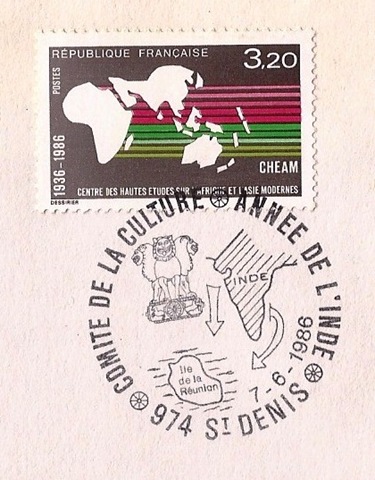 RÉPUBLIQUE FRANÇAISE 3,20
POSTES
1936-1986
CHEAM
CENTRE DES HAUTES ETUDES SUR L'AFRIQUE ET L'ASIE MODERNES
DESSIRIER
COMITE DE LA CULTURE ANNEE DE L'INDE
INDE
Ile
de la
Réunion
7-6-1986
974 ST DENIS